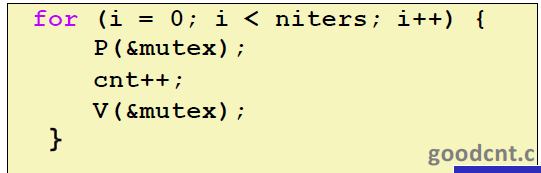 for (i = 0; i < niters; i++) {
P(&mutex);
cnt++;
V(&mutex);
}
goodcnt.c